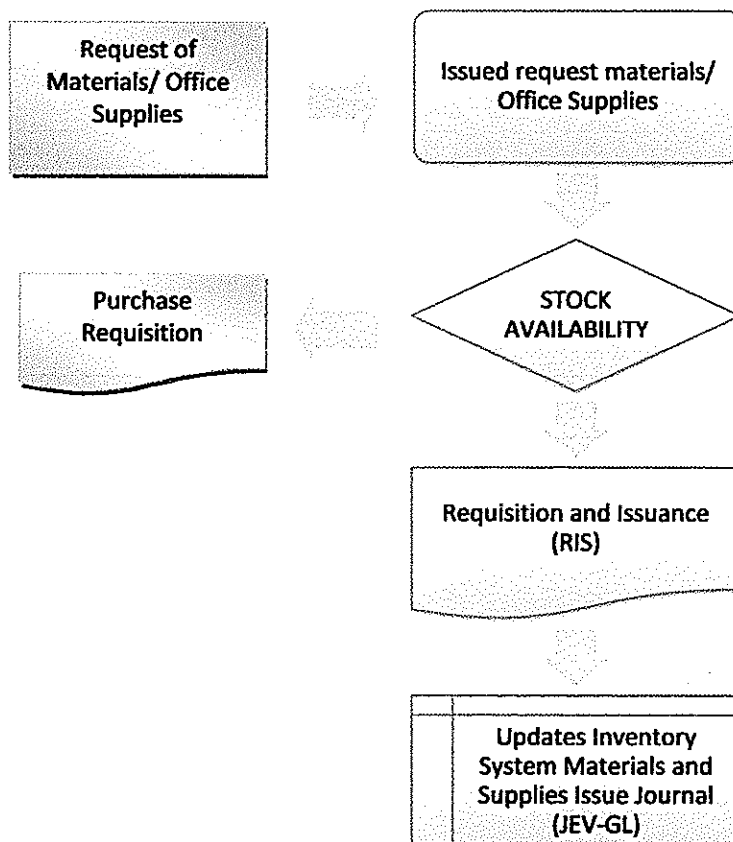 Request of
Materials/ Office
Supplies
Issued request materials/
Office Supplies
Purchase
Requisition
STOCK
AVAILABILITY
Requisition and Issuance
(RIS)
Updates Inventory
System Materials and
Supplies Issue Journal
(JEV-GL)